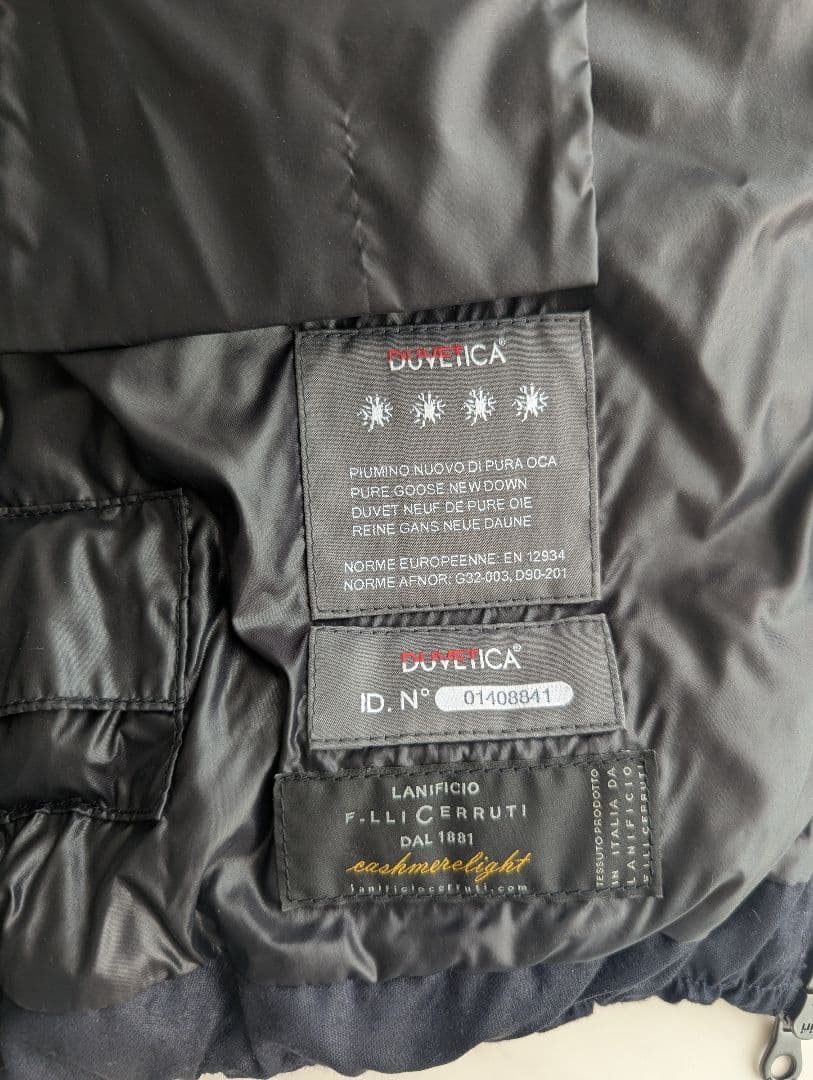 DUVETICA®
PIUMINO NUOVO DI PURA OCA
PURE GOOSE NEW DOWN
DUVET NEUF DE PURE OIE
REINE GANS NEUE DAUNE
NORME EUROPEENNE: EN 12934
NORME AFNOR: G32-003, D90-201
DUVETICA®
ID. N° 01408841
LANIFICIO
F.LLI CERRUTI
DAL 1881
cashmerelight
lanificiocerruti.com
TESSUTO PRODOTTO
IN ITALIA DA
LANIFICIO
F.LLI CERRUTI